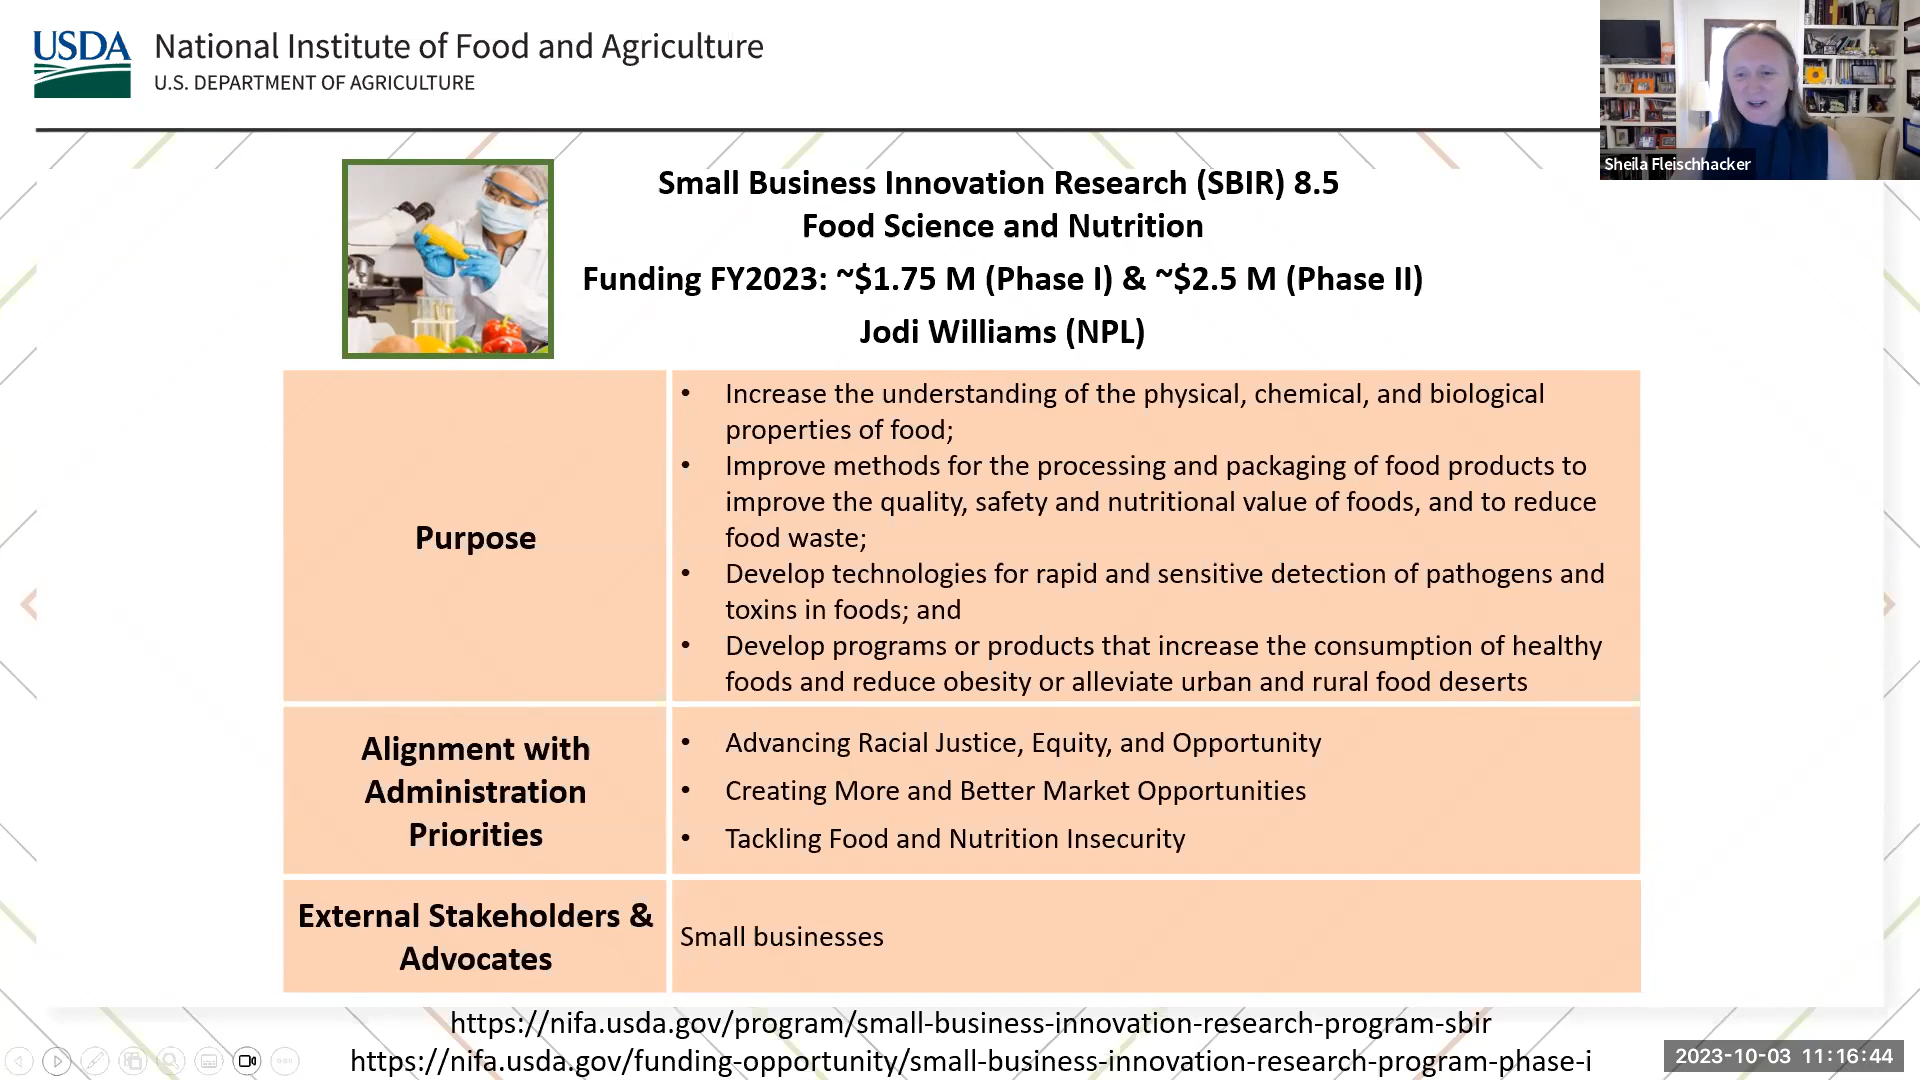 USDA
National Institute of Food and Agriculture
U.S. DEPARTMENT OF AGRICULTURE
Sheila Fleischhacker
Small Business Innovation Research (SBIR) 8.5
Food Science and Nutrition
Funding FY2023: ~$1.75 M (Phase I) & ~$2.5 M (Phase II)
Jodi Williams (NPL)
Purpose
• Increase the understanding of the physical, chemical, and biological
properties of food;
• Improve methods for the processing and packaging of food products to
improve the quality, safety and nutritional value of foods, and to reduce
food waste;
• Develop technologies for rapid and sensitive detection of pathogens and
toxins in foods; and
• Develop programs or products that increase the consumption of healthy
foods and reduce obesity or alleviate urban and rural food deserts
Alignment with
Administration
Priorities
• Advancing Racial Justice, Equity, and Opportunity
• Creating More and Better Market Opportunities
• Tackling Food and Nutrition Insecurity
External Stakeholders &
Advocates
Small businesses
https://nifa.usda.gov/program/small-business-innovation-research-program-sbir
https://nifa.usda.gov/funding-opportunity/small-business-innovation-research-program-phase-i
2023-10-03 11:16:44